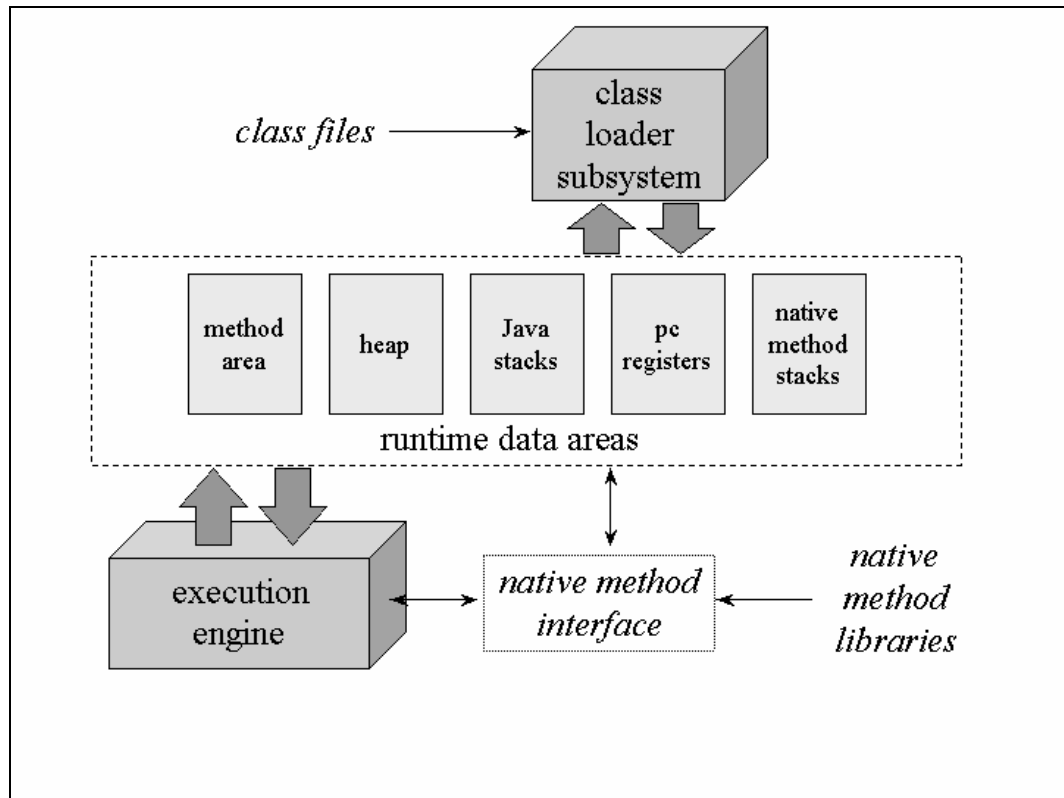 class
loader
subsystem
class files
method
area
heap
Java
stacks
pc
registers
native
method
stacks
runtime data areas
execution
engine
native method
interface
native
method
libraries